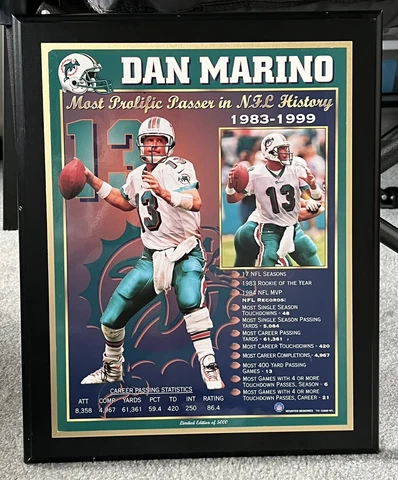 DAN MARINO
Most Prolific Passer in NFL History
1983-1999
13
13
13
17 NFL SEASONS
1983 ROOKIE OF THE YEAR
1984 NFL MVP
NFL RECORDS:
MOST SINGLE SEASON
TOUCHDOWNS - 48
MOST SINGLE SEASON PASSING
YARDS - 5,084
MOST CAREER PASSING
YARDS - 61,361
MOST CAREER TOUCHDOWNS - 420
MOST CAREER COMPLETIONS - 4,967
MOST 400 YARD PASSING
GAMES - 13
MOST GAMES WITH 4 OR MORE
TOUCHDOWN PASSES, SEASON - 6
MOST GAMES WITH 4 OR MORE
TOUCHDOWN PASSES, CAREER - 21
CAREER PASSING STATISTICS
ATT COMP YARDS PCT TD INT RATING
8,358 4,967 61,361 59.4 420 250 86.4
Limited Edition of 5000